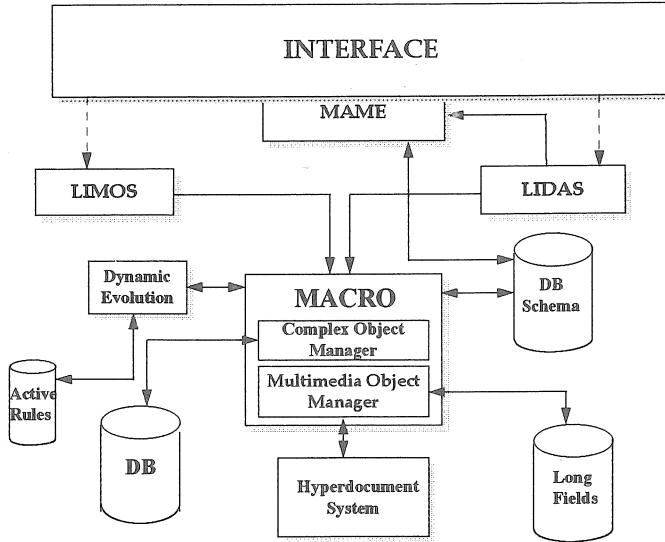 INTERFACE
MAME
LIMOS
LIDAS
Dynamic
Evolution
MACRO
DB
Schema
Complex Object
Manager
Active
Rules
Multimedia Object
Manager
DB
Hyperdocument
System
Long
Fields